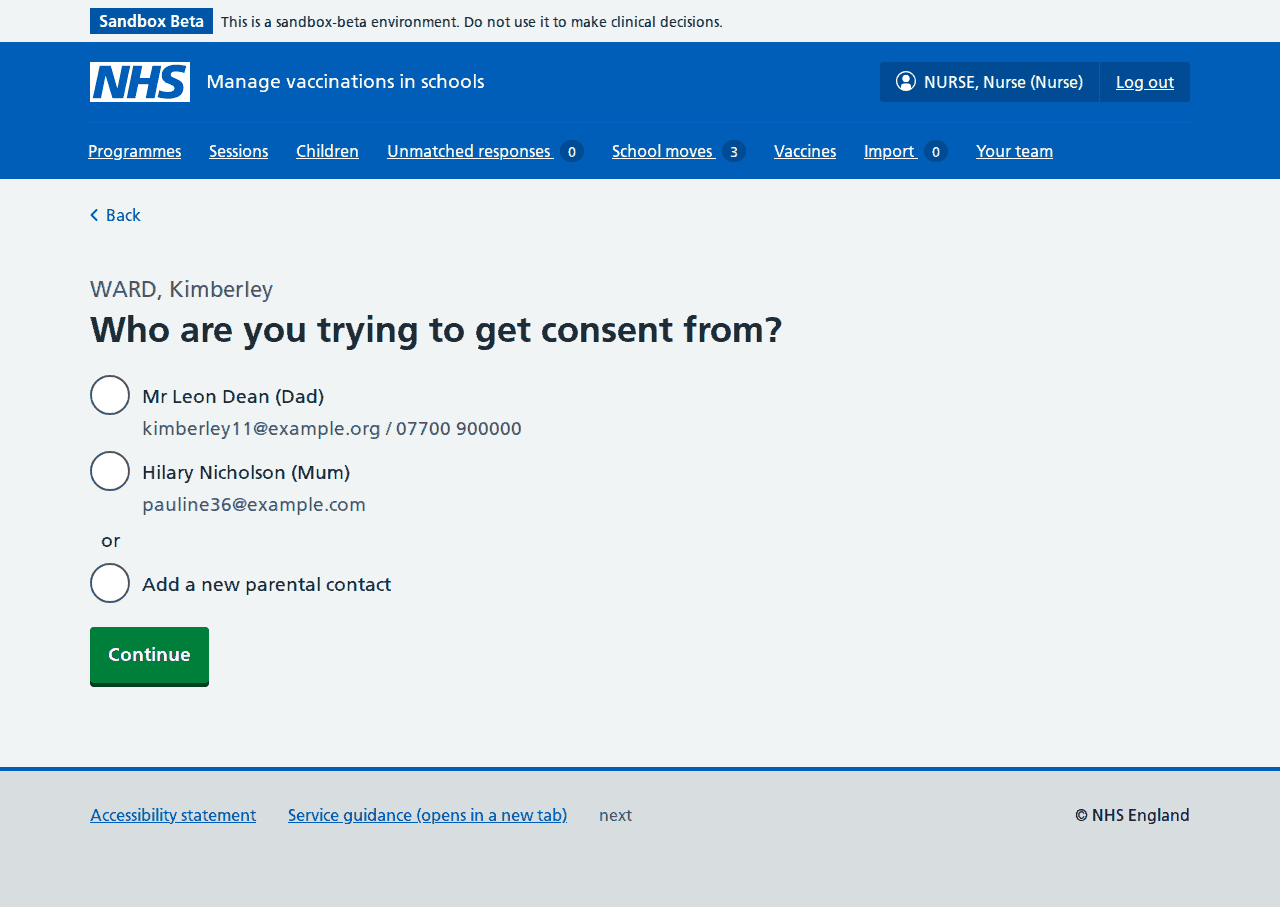 Sandbox Beta This is a sandbox-beta environment. Do not use it to make clinical decisions.
NHS Manage vaccinations in schools NURSE, Nurse (Nurse) Log out
Programmes Sessions Children Unmatched responses 0 School moves 3 Vaccines Import 0 Your team
Back
WARD, Kimberley
Who are you trying to get consent from?
Mr Leon Dean (Dad)
kimberley11@example.org / 07700 900000
Hilary Nicholson (Mum)
pauline36@example.com
or
Add a new parental contact
Continue
Accessibility statement Service guidance (opens in a new tab) next © NHS England